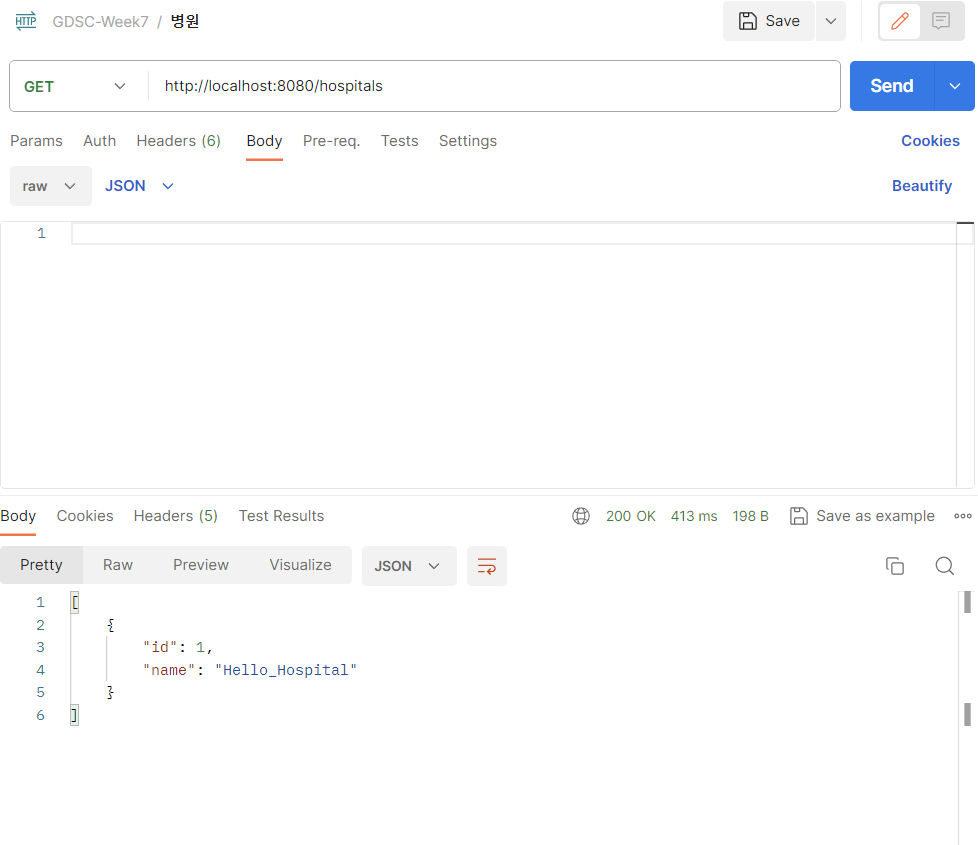 HTTP GDSC-Week7 / 병원 Save
GET http://localhost:8080/hospitals Send
Params Auth Headers (6) Body Pre-req. Tests Settings Cookies
raw JSON Beautify
1
Body Cookies Headers (5) Test Results 200 OK 413 ms 198 B Save as example
Pretty Raw Preview Visualize JSON
1 [
2 {
3 "id": 1,
4 "name": "Hello_Hospital"
5 }
6 ]